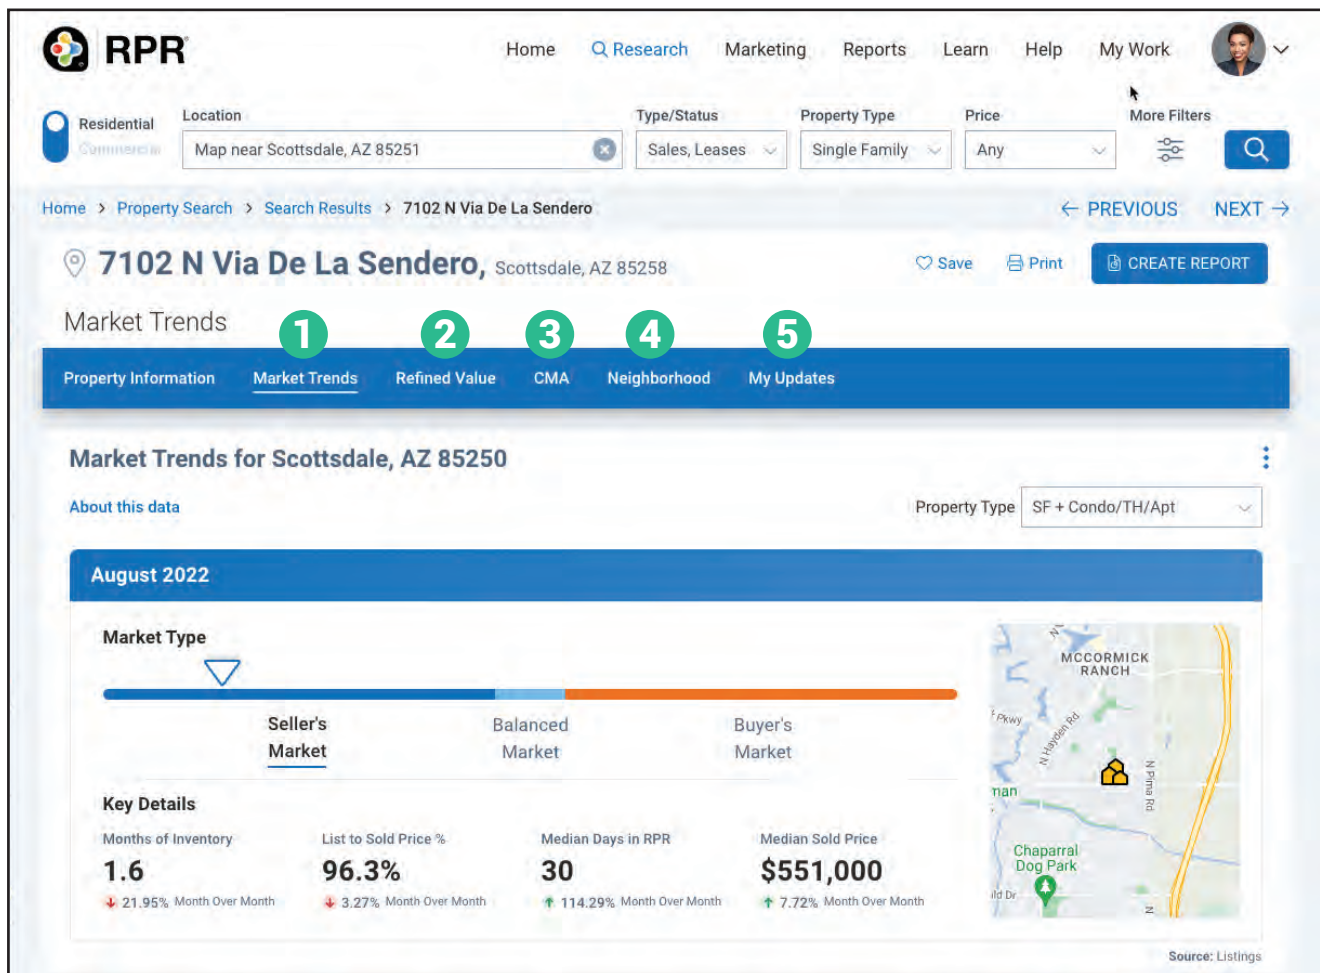 RPR
Home Research Marketing Reports Learn Help My Work
Residential
Commercial
Location
Map near Scottsdale, AZ 85251
Type/Status
Sales, Leases
Property Type
Single Family
Price
Any
More Filters
Home > Property Search > Search Results > 7102 N Via De La Sendero
← PREVIOUS NEXT →
7102 N Via De La Sendero, Scottsdale, AZ 85258
Save Print CREATE REPORT
Market Trends
1 2 3 4 5
Property Information Market Trends Refined Value CMA Neighborhood My Updates
Market Trends for Scottsdale, AZ 85250
About this data
Property Type SF + Condo/TH/Apt
August 2022
Market Type
Seller's
Market
Balanced
Market
Buyer's
Market
Key Details
Months of Inventory
1.6
21.95% Month Over Month
List to Sold Price %
96.3%
3.27% Month Over Month
Median Days in RPR
30
114.29% Month Over Month
Median Sold Price
$551,000
7.72% Month Over Month
MCCORMICK
RANCH
Pkwy
N Hayden Rd
N Pima Rd
man
Chaparral
Dog Park
ld Dr
N
Source: Listings